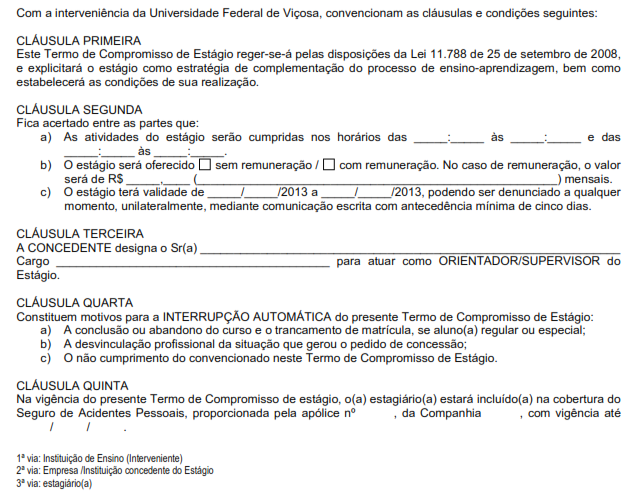 Com a interveniência da Universidade Federal de Viçosa, convencionam as cláusulas e condições seguintes:
CLÁUSULA PRIMEIRA
Este Termo de Compromisso de Estágio reger-se-á pelas disposições da Lei 11.788 de 25 de setembro de 2008,
e explicitará o estágio como estratégia de complementação do processo de ensino-aprendizagem, bem como
estabelecerá as condições de sua realização.
CLÁUSULA SEGUNDA
Fica acertado entre as partes que:
a) As atividades do estágio serão cumpridas nos horários das _____:_____ às _____:_____ e das
_____:_____ às _____:_____.
b) O estágio será oferecido ☐ sem remuneração / ☐ com remuneração. No caso de remuneração, o valor
será de R$ _____,____ (______________________________________________________) mensais.
c) O estágio terá validade de _____/_____/2013 a _____/_____/2013, podendo ser denunciado a qualquer
momento, unilateralmente, mediante comunicação escrita com antecedência mínima de cinco dias.
CLÁUSULA TERCEIRA
A CONCEDENTE designa o Sr(a) ________________________________________________________________
Cargo __________________________________________ para atuar como ORIENTADOR/SUPERVISOR do
Estágio.
CLÁUSULA QUARTA
Constituem motivos para a INTERRUPÇÃO AUTOMÁTICA do presente Termo de Compromisso de Estágio:
a) A conclusão ou abandono do curso e o trancamento de matrícula, se aluno(a) regular ou especial;
b) A desvinculação profissional da situação que gerou o pedido de concessão;
c) O não cumprimento do convencionado neste Termo de Compromisso de Estágio.
CLÁUSULA QUINTA
Na vigência do presente Termo de Compromisso de estágio, o(a) estagiário(a) estará incluído(a) na cobertura do
Seguro de Acidentes Pessoais, proporcionada pela apólice nº , da Companhia , com vigência até
/ / .
1ª via: Instituição de Ensino (Interveniente)
2ª via: Empresa /Instituição concedente do Estágio
3ª via: estagiário(a)